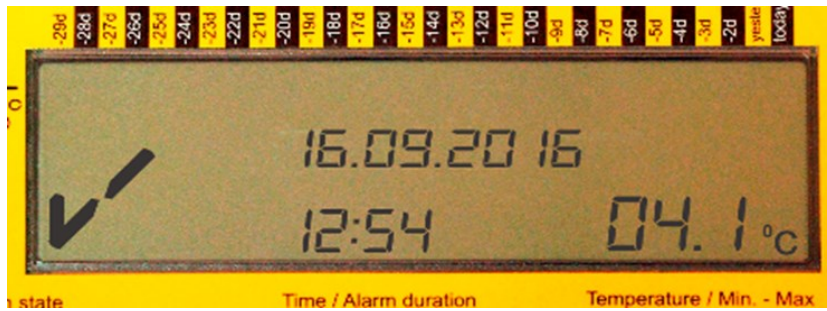 -29d -28d -27d -26d -25d -24d -23d -22d -21d -20d -19d -18d -17d -16d -15d -14d -13d -12d -11d -10d -9d -8d -7d -6d -5d -4d -3d -2d yeste today
°C
16.09.2016
12:54 04.1 °C
n state Time / Alarm duration Temperature / Min. - Max